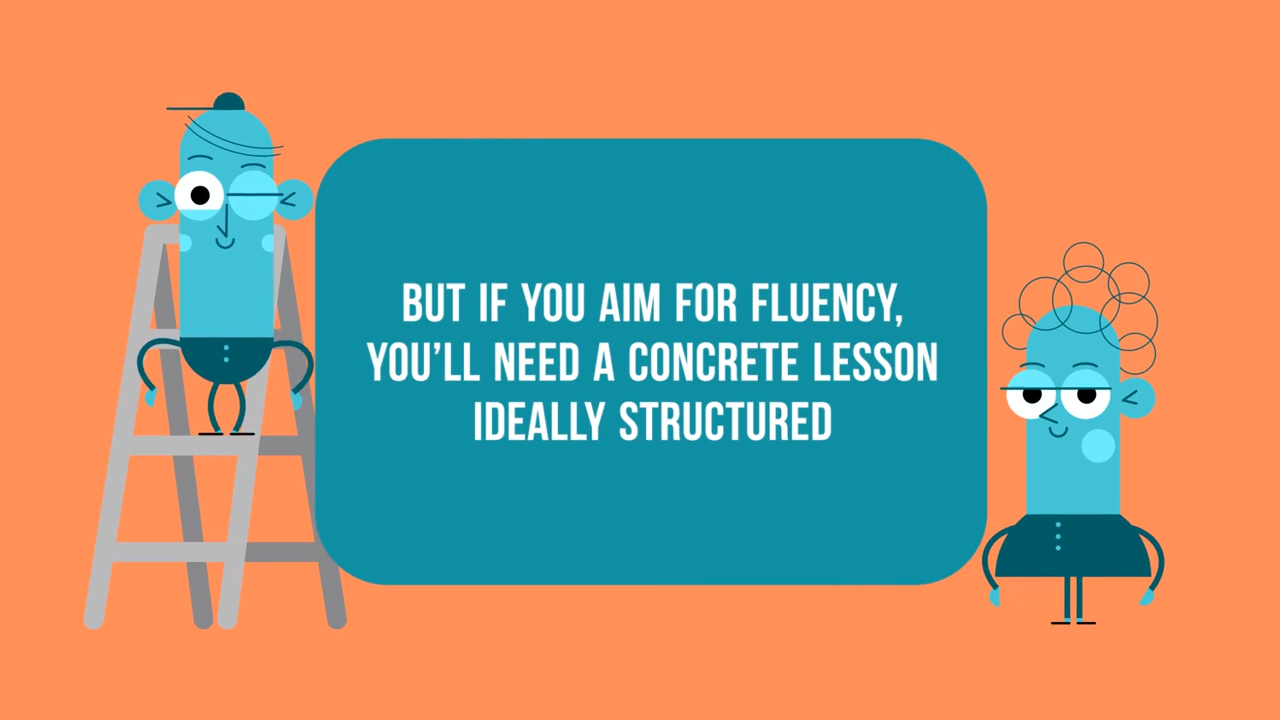 BUT IF YOU AIM FOR FLUENCY,
YOU’LL NEED A CONCRETE LESSON
IDEALLY STRUCTURED